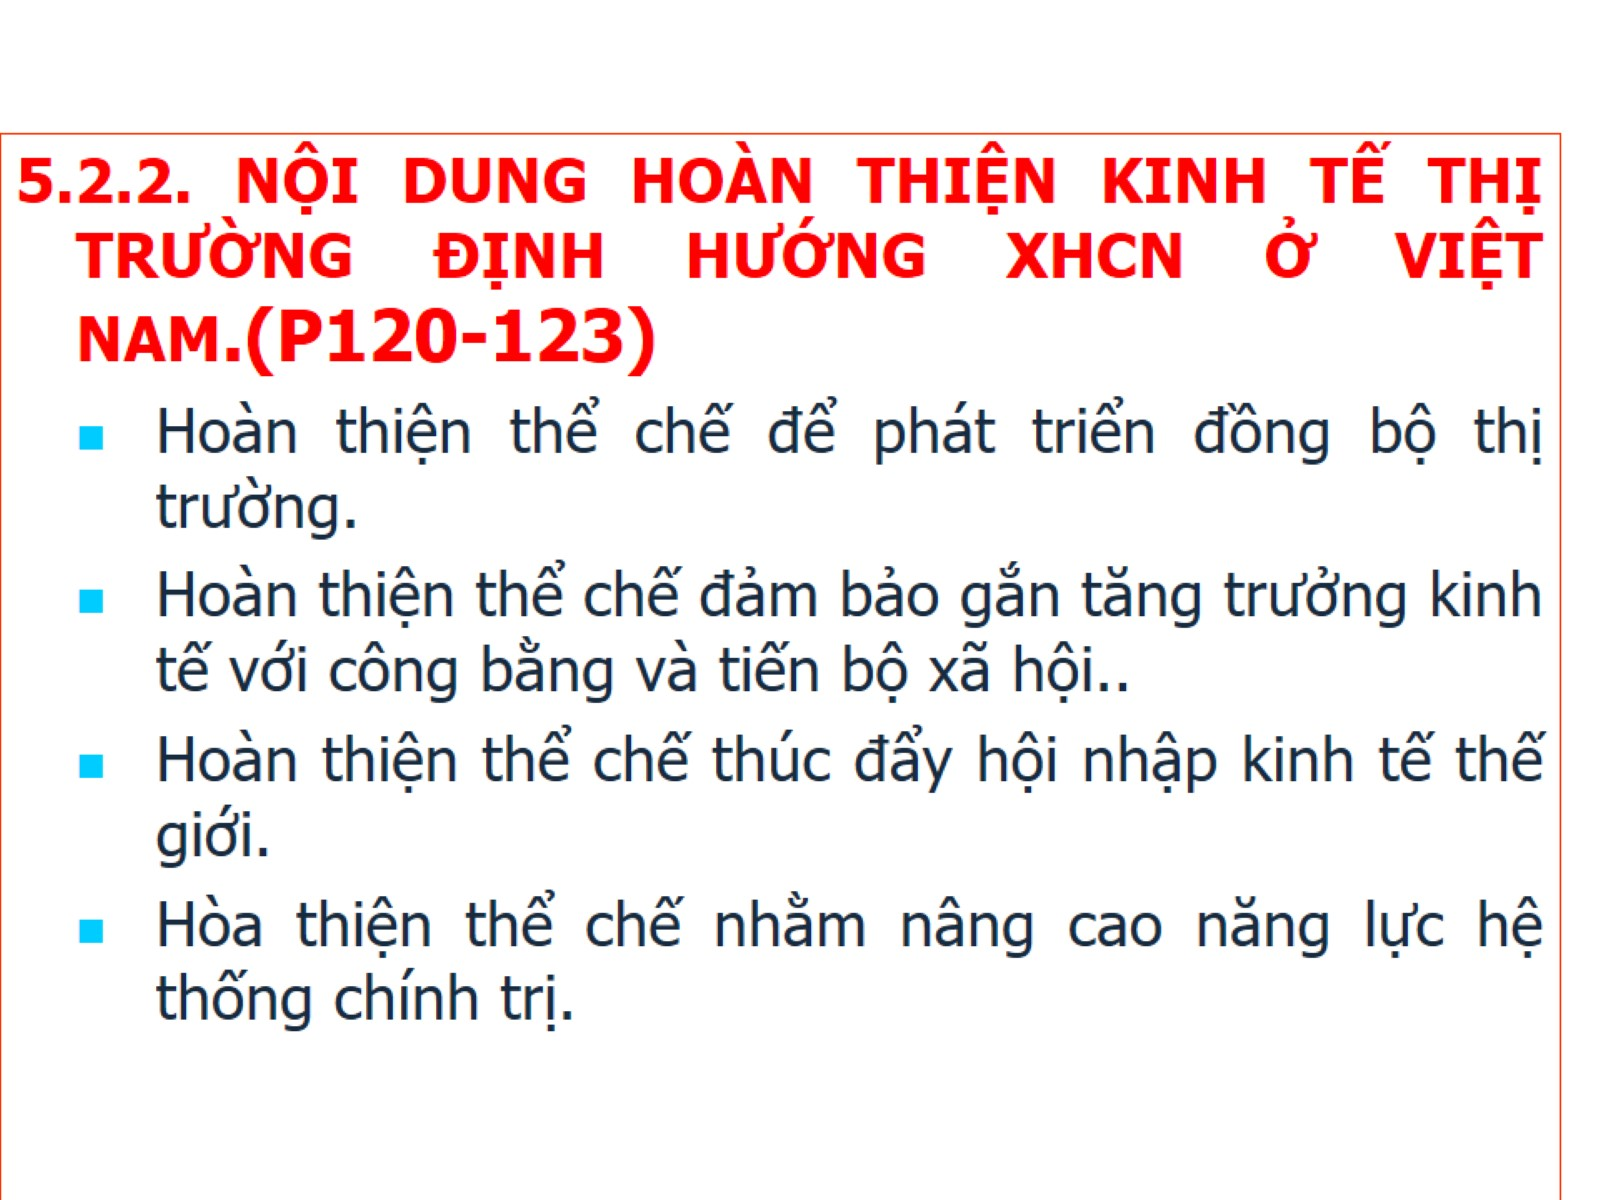 5.2.2. NỘI DUNG HOÀN THIỆN KINH TẾ THỊ
TRƯỜNG ĐỊNH HƯỚNG XHCN Ở VIỆT
NAM.(P120-123)
Hoàn thiện thể chế để phát triển đồng bộ thị
trường.
Hoàn thiện thể chế đảm bảo gắn tăng trưởng kinh
tế với công bằng và tiến bộ xã hội..
Hoàn thiện thể chế thúc đẩy hội nhập kinh tế thế
giới.
Hòa thiện thể chế nhằm nâng cao năng lực hệ
thống chính trị.